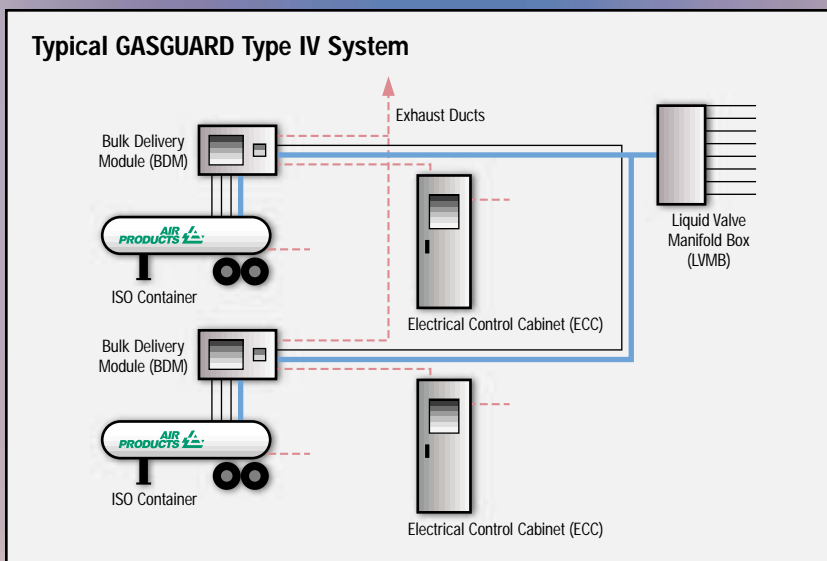 Typical GASGUARD Type IV System
Exhaust Ducts
Bulk Delivery
Module (BDM)
AIR
PRODUCTS
ISO Container
Liquid Valve
Manifold Box
(LVMB)
Electrical Control Cabinet (ECC)
Bulk Delivery
Module (BDM)
AIR
PRODUCTS
ISO Container
Electrical Control Cabinet (ECC)